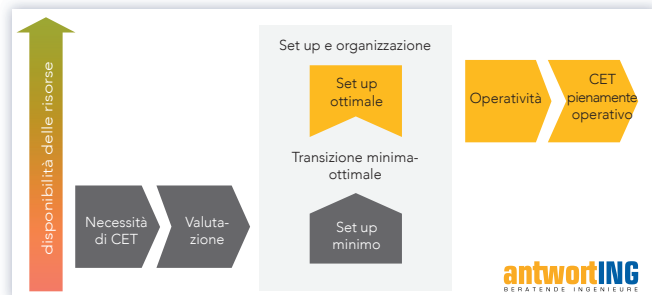 disponibilità delle risorse
Necessità
di CET
Valuta-
zione
Set up e organizzazione
Set up
ottimale
Transizione minima-
ottimale
Set up
minimo
Operatività
CET
pienamente
operativo
antwortING
BERATENDE INGENIEURE